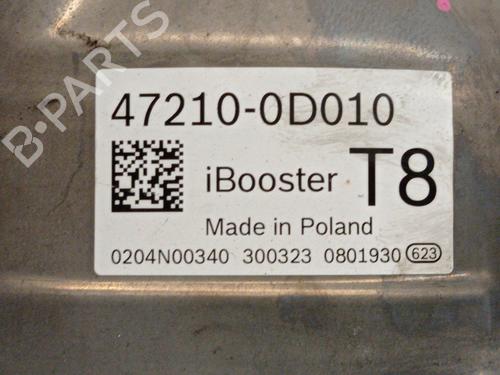 B-PARTS
47210-0D010
iBooster T8
Made in Poland
0204N00340 300323 0801930 623